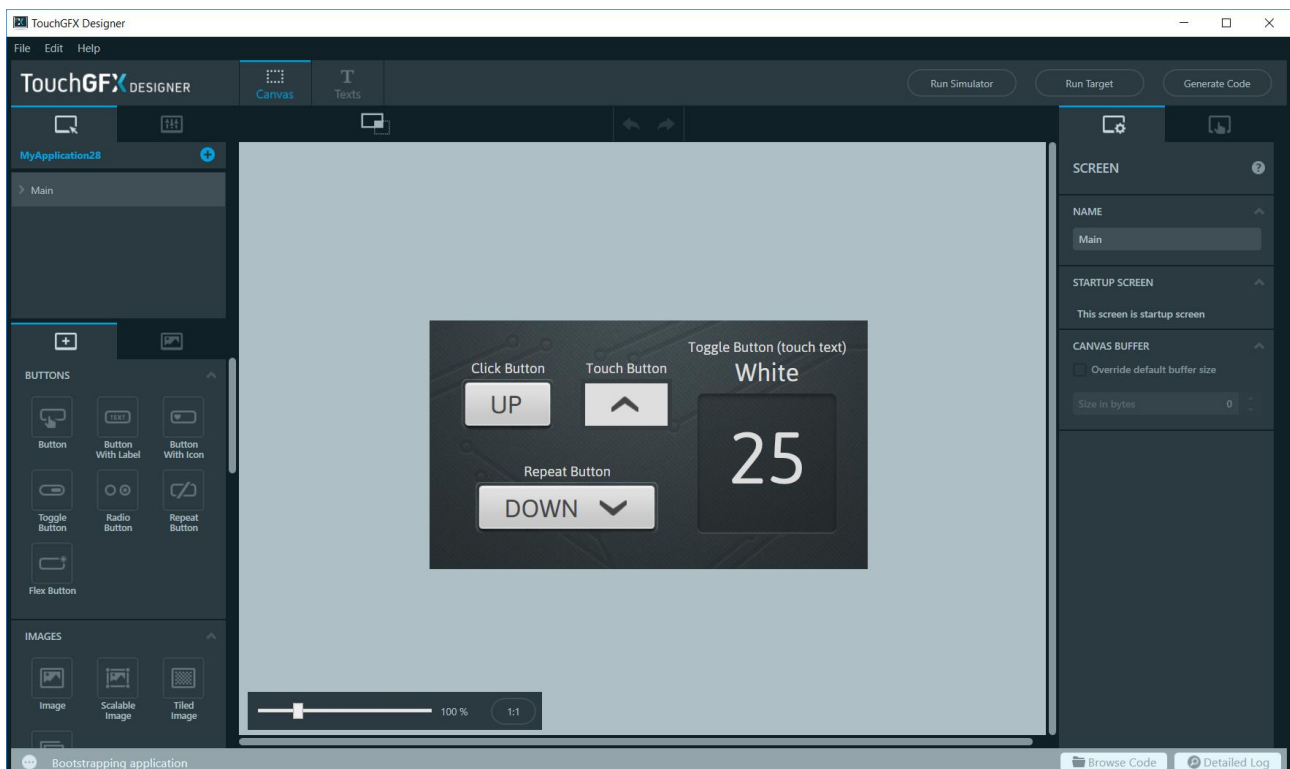 TouchGFX Designer
File Edit Help
TouchGFX DESIGNER
Canvas
T
Texts
Run Simulator
Run Target
Generate Code
MyApplication28
SCREEN
?
Main
NAME
Main
STARTUP SCREEN
This screen is startup screen
CANVAS BUFFER
Override default buffer size
Size in bytes 0
BUTTONS
Button
Button With Label
TEXT
Button With Icon
Toggle Button
Radio Button
Repeat Button
Flex Button
IMAGES
Image
Scalable Image
Tiled Image
Click Button
UP
Touch Button
Toggle Button (touch text)
White
25
Repeat Button
DOWN
100 %
1:1
Bootstrapping application
Browse Code
Detailed Log